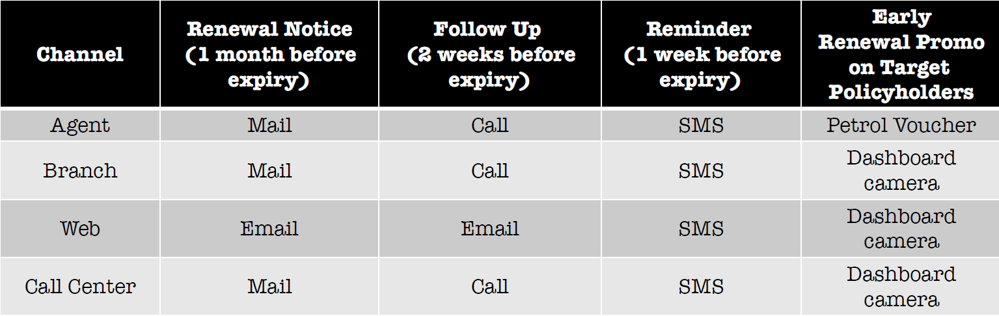 Channel
Renewal Notice
(1 month before
expiry)
Follow Up
(2 weeks before
expiry)
Reminder
(1 week before
expiry)
Early
Renewal Promo
on Target
Policyholders
Agent
Mail
Call
SMS
Petrol Voucher
Branch
Mail
Call
SMS
Dashboard
camera
Web
Email
Email
SMS
Dashboard
camera
Call Center
Mail
Call
SMS
Dashboard
camera